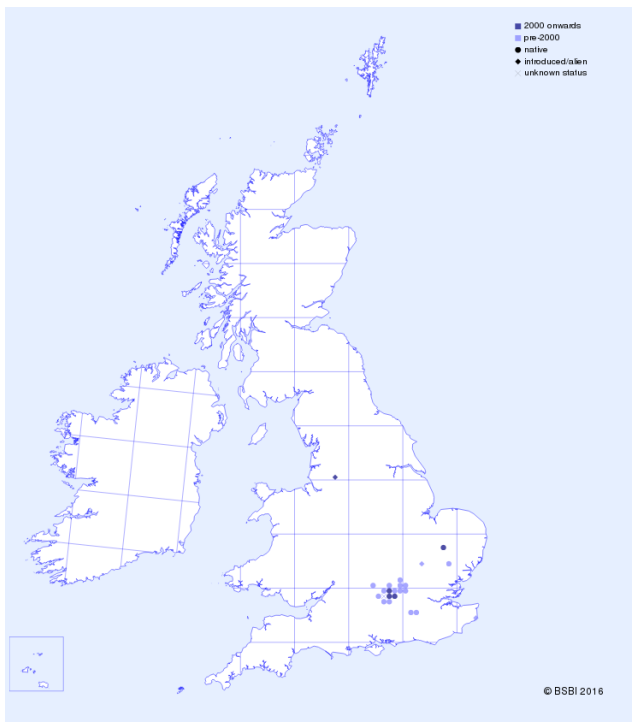 2000 onwards
pre-2000
native
introduced/alien
unknown status
© BSBI 2016